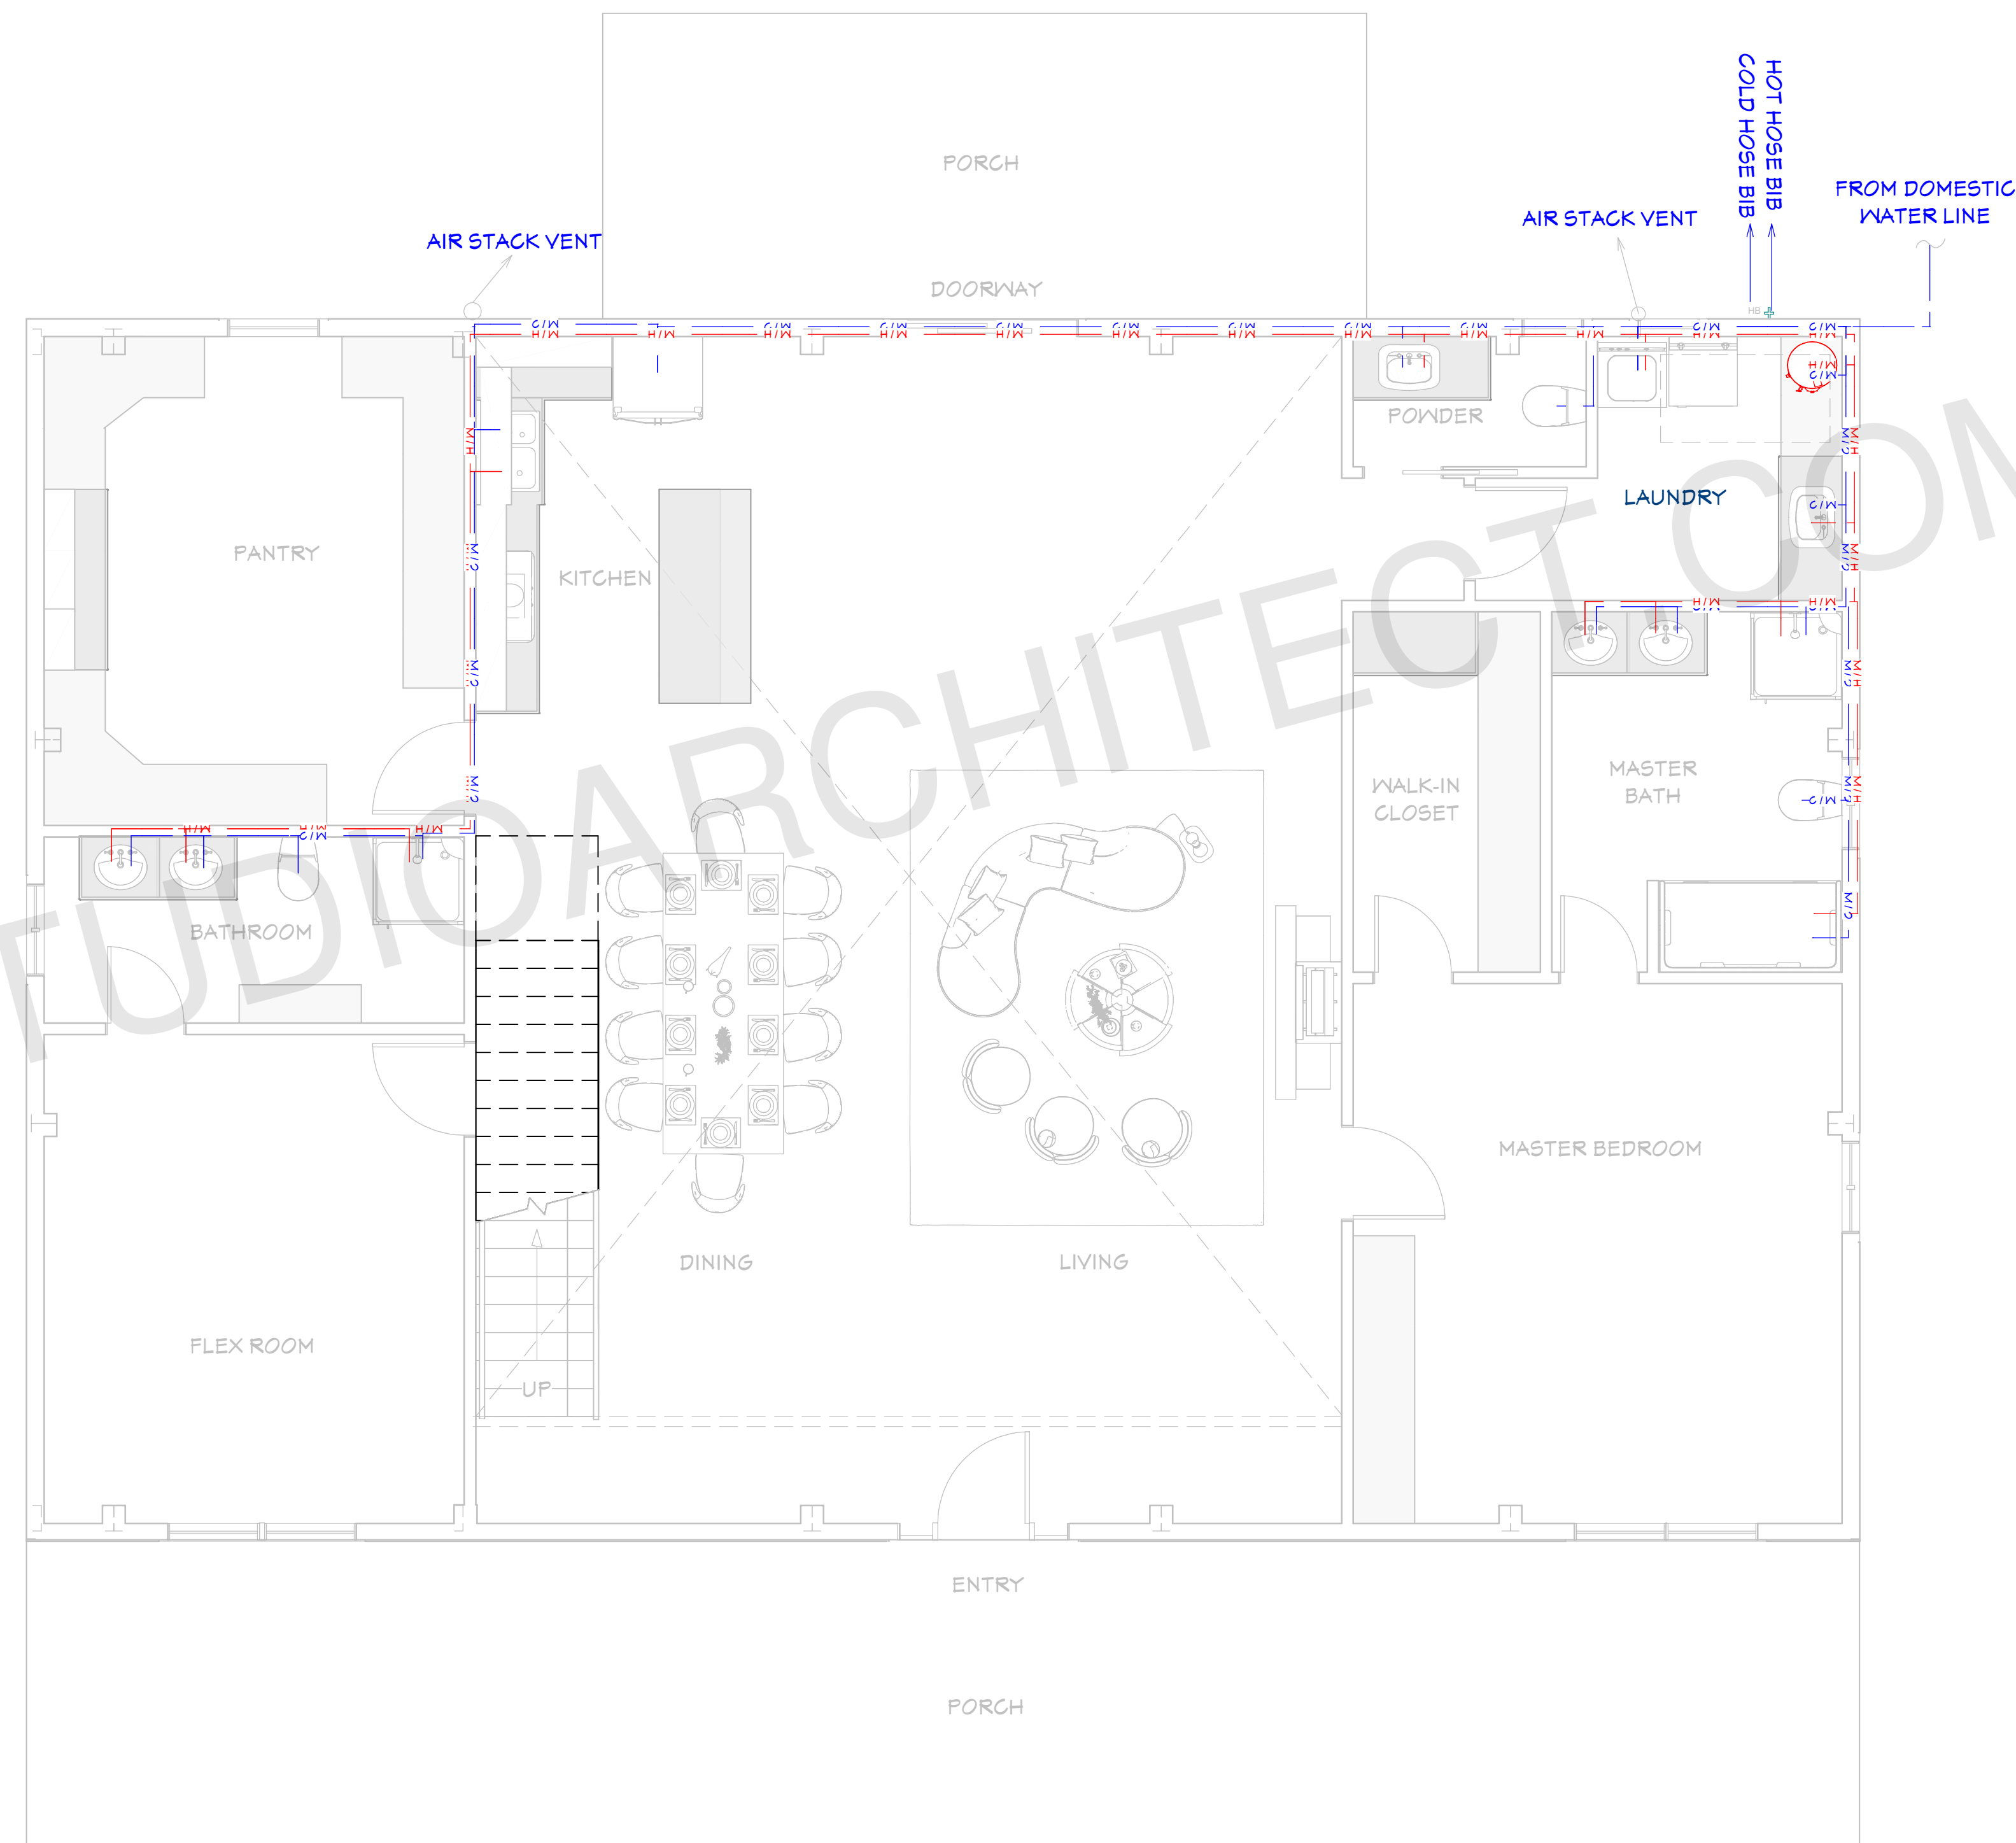 COLD HOSE BIB
HOT HOSE BIB
FROM DOMESTIC
WATER LINE
AIR STACK VENT
AIR STACK VENT
PORCH
DOORWAY
HB
POWDER
LAUNDRY
PANTRY
KITCHEN
WALK-IN
CLOSET
MASTER
BATH
BATHROOM
MASTER BEDROOM
DINING
LIVING
FLEX ROOM
UP
ENTRY
PORCH
TUDIOARCHITECT.COM